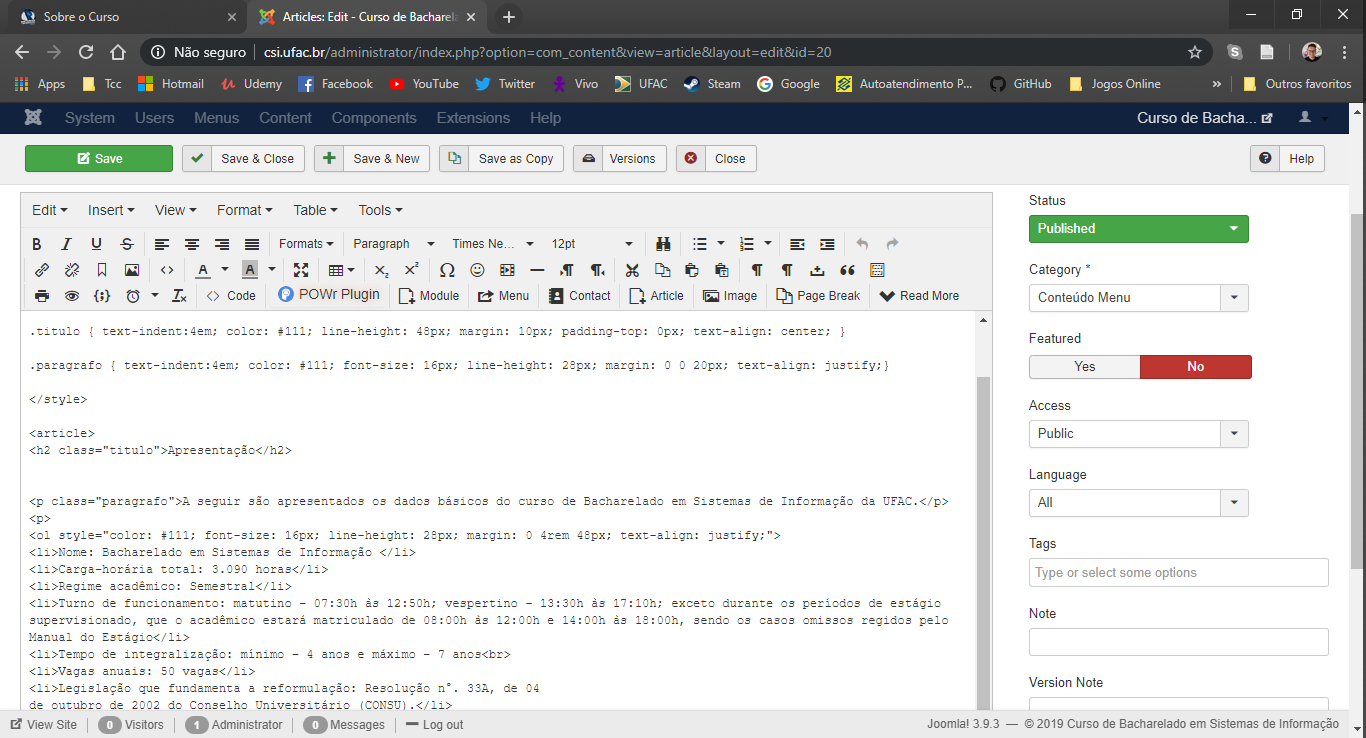 Sobre o Curso
Articles: Edit - Curso de Bacharela
Não seguro | csi.ufac.br/administrator/index.php?option=com_content&view=article&layout=edit&id=20
Apps Tcc Hotmail Udemy Facebook YouTube Twitter Vivo UFAC Steam Google Autoatendimento P... GitHub Jogos Online » Outros favoritos
System Users Menus Content Components Extensions Help Curso de Bacha...
Save Save & Close Save & New Save as Copy Versions Close Help
Edit Insert View Format Table Tools
B I U S Formats Paragraph Times Ne... 12pt
Code POWr Plugin Module Menu Contact Article Image Page Break Read More
.titulo { text-indent:4em; color: #111; line-height: 48px; margin: 10px; padding-top: 0px; text-align: center; }
.paragrafo { text-indent:4em; color: #111; font-size: 16px; line-height: 28px; margin: 0 0 20px; text-align: justify;}
</style>
<article>
<h2 class="titulo">Apresentação</h2>
<p class="paragrafo">A seguir são apresentados os dados básicos do curso de Bacharelado em Sistemas de Informação da UFAC.</p>
<p>
<ol style="color: #111; font-size: 16px; line-height: 28px; margin: 0 4rem 48px; text-align: justify;">
<li>Nome: Bacharelado em Sistemas de Informação </li>
<li>Carga-horária total: 3.090 horas</li>
<li>Regime acadêmico: Semestral</li>
<li>Turno de funcionamento: matutino – 07:30h às 12:50h; vespertino – 13:30h às 17:10h; exceto durante os períodos de estágio
supervisionado, que o acadêmico estará matriculado de 08:00h às 12:00h e 14:00h às 18:00h, sendo os casos omissos regidos pelo
Manual do Estágio</li>
<li>Tempo de integralização: mínimo – 4 anos e máximo – 7 anos<br>
<li>Vagas anuais: 50 vagas</li>
<li>Legislação que fundamenta a reformulação: Resolução n°. 33A, de 04
de outubro de 2002 do Conselho Universitário (CONSU).</li>
Status
Published
Category *
Conteúdo Menu
Featured
Yes No
Access
Public
Language
All
Tags
Type or select some options
Note
Version Note
View Site 0 Visitors 1 Administrator 0 Messages Log out Joomla! 3.9.3 — © 2019 Curso de Bacharelado em Sistemas de Informação